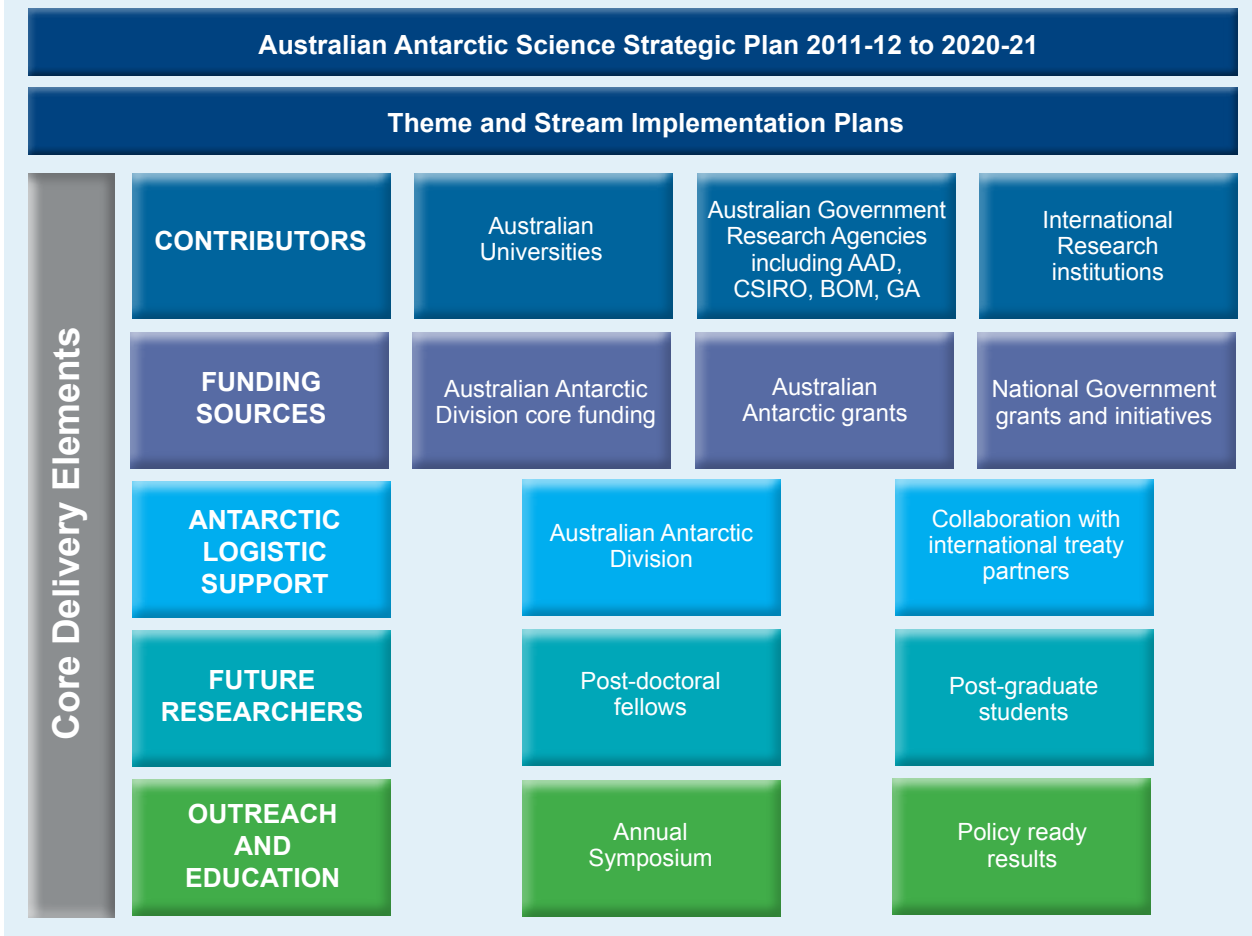 Australian Antarctic Science Strategic Plan 2011-12 to 2020-21
Theme and Stream Implementation Plans
Core Delivery Elements
CONTRIBUTORS
Australian
Universities
Australian Government
Research Agencies
including AAD,
CSIRO, BOM, GA
International
Research
institutions
FUNDING
SOURCES
Australian Antarctic
Division core funding
Australian
Antarctic grants
National Government
grants and initiatives
ANTARCTIC
LOGISTIC
SUPPORT
Australian Antarctic
Division
Collaboration with
international treaty
partners
FUTURE
RESEARCHERS
Post-doctoral
fellows
Post-graduate
students
OUTREACH
AND
EDUCATION
Annual
Symposium
Policy ready
results